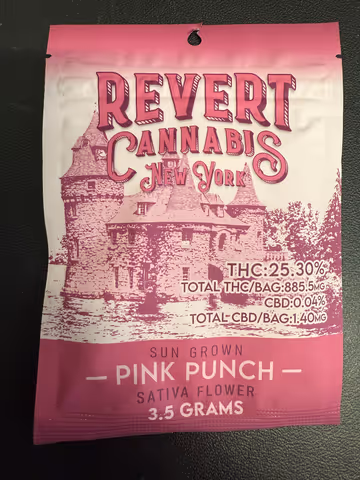 REVERT
CANNABIS
NEW YORK
THC:25.30%
TOTAL THC/BAG:885.5MG
CBD:0.04%
TOTAL CBD/BAG:1.40MG
SUN GROWN
— PINK PUNCH —
SATIVA FLOWER
3.5 GRAMS